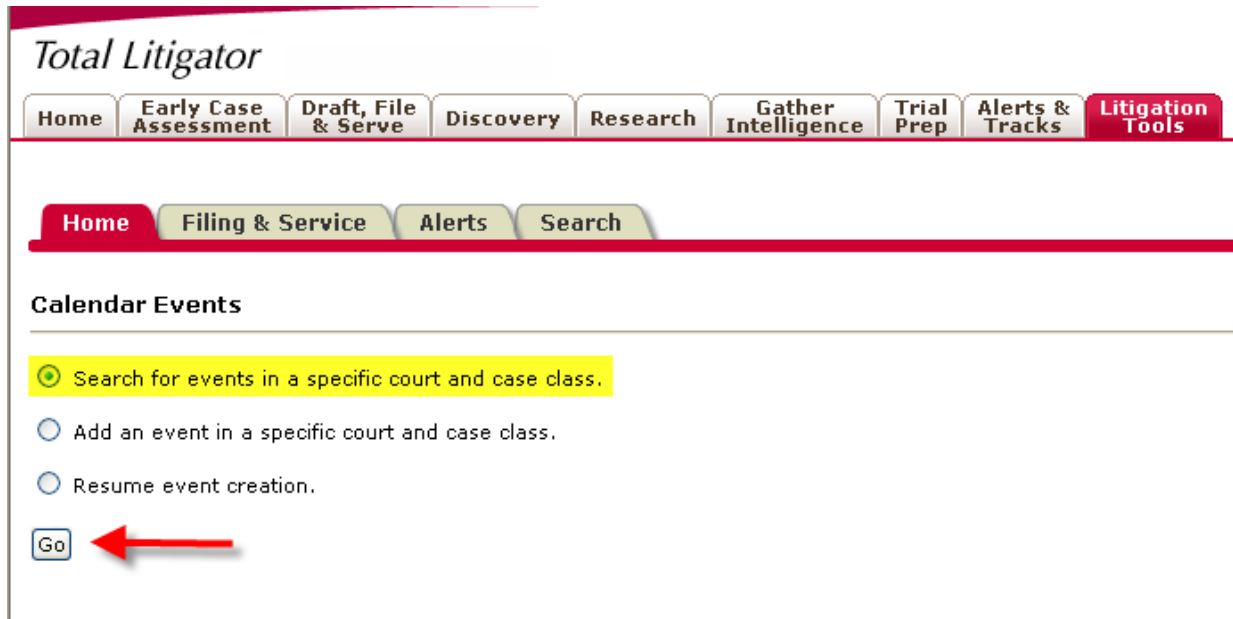 Total Litigator
Home Early Case Assessment Draft, File & Serve Discovery Research Gather Intelligence Trial Prep Alerts & Tracks Litigation Tools
Home Filing & Service Alerts Search
Calendar Events
Search for events in a specific court and case class.
Add an event in a specific court and case class.
Resume event creation.
Go